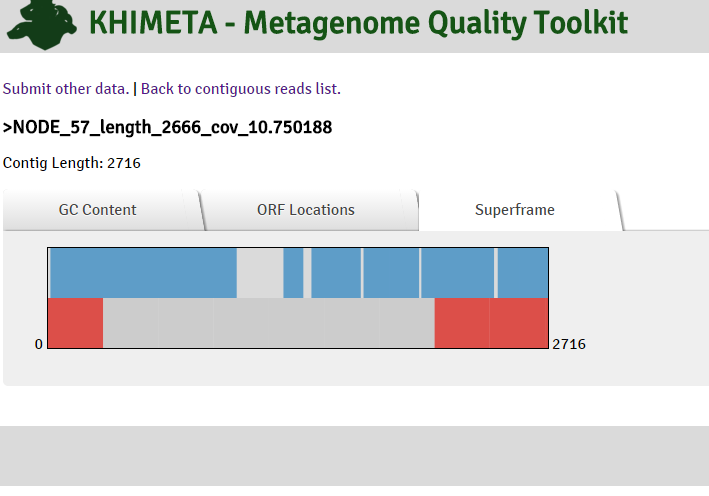 KHIMETA - Metagenome Quality Toolkit
Submit other data. | Back to contiguous reads list.
>NODE_57_length_2666_cov_10.750188
Contig Length: 2716
GC Content ORF Locations Superframe
0 2716